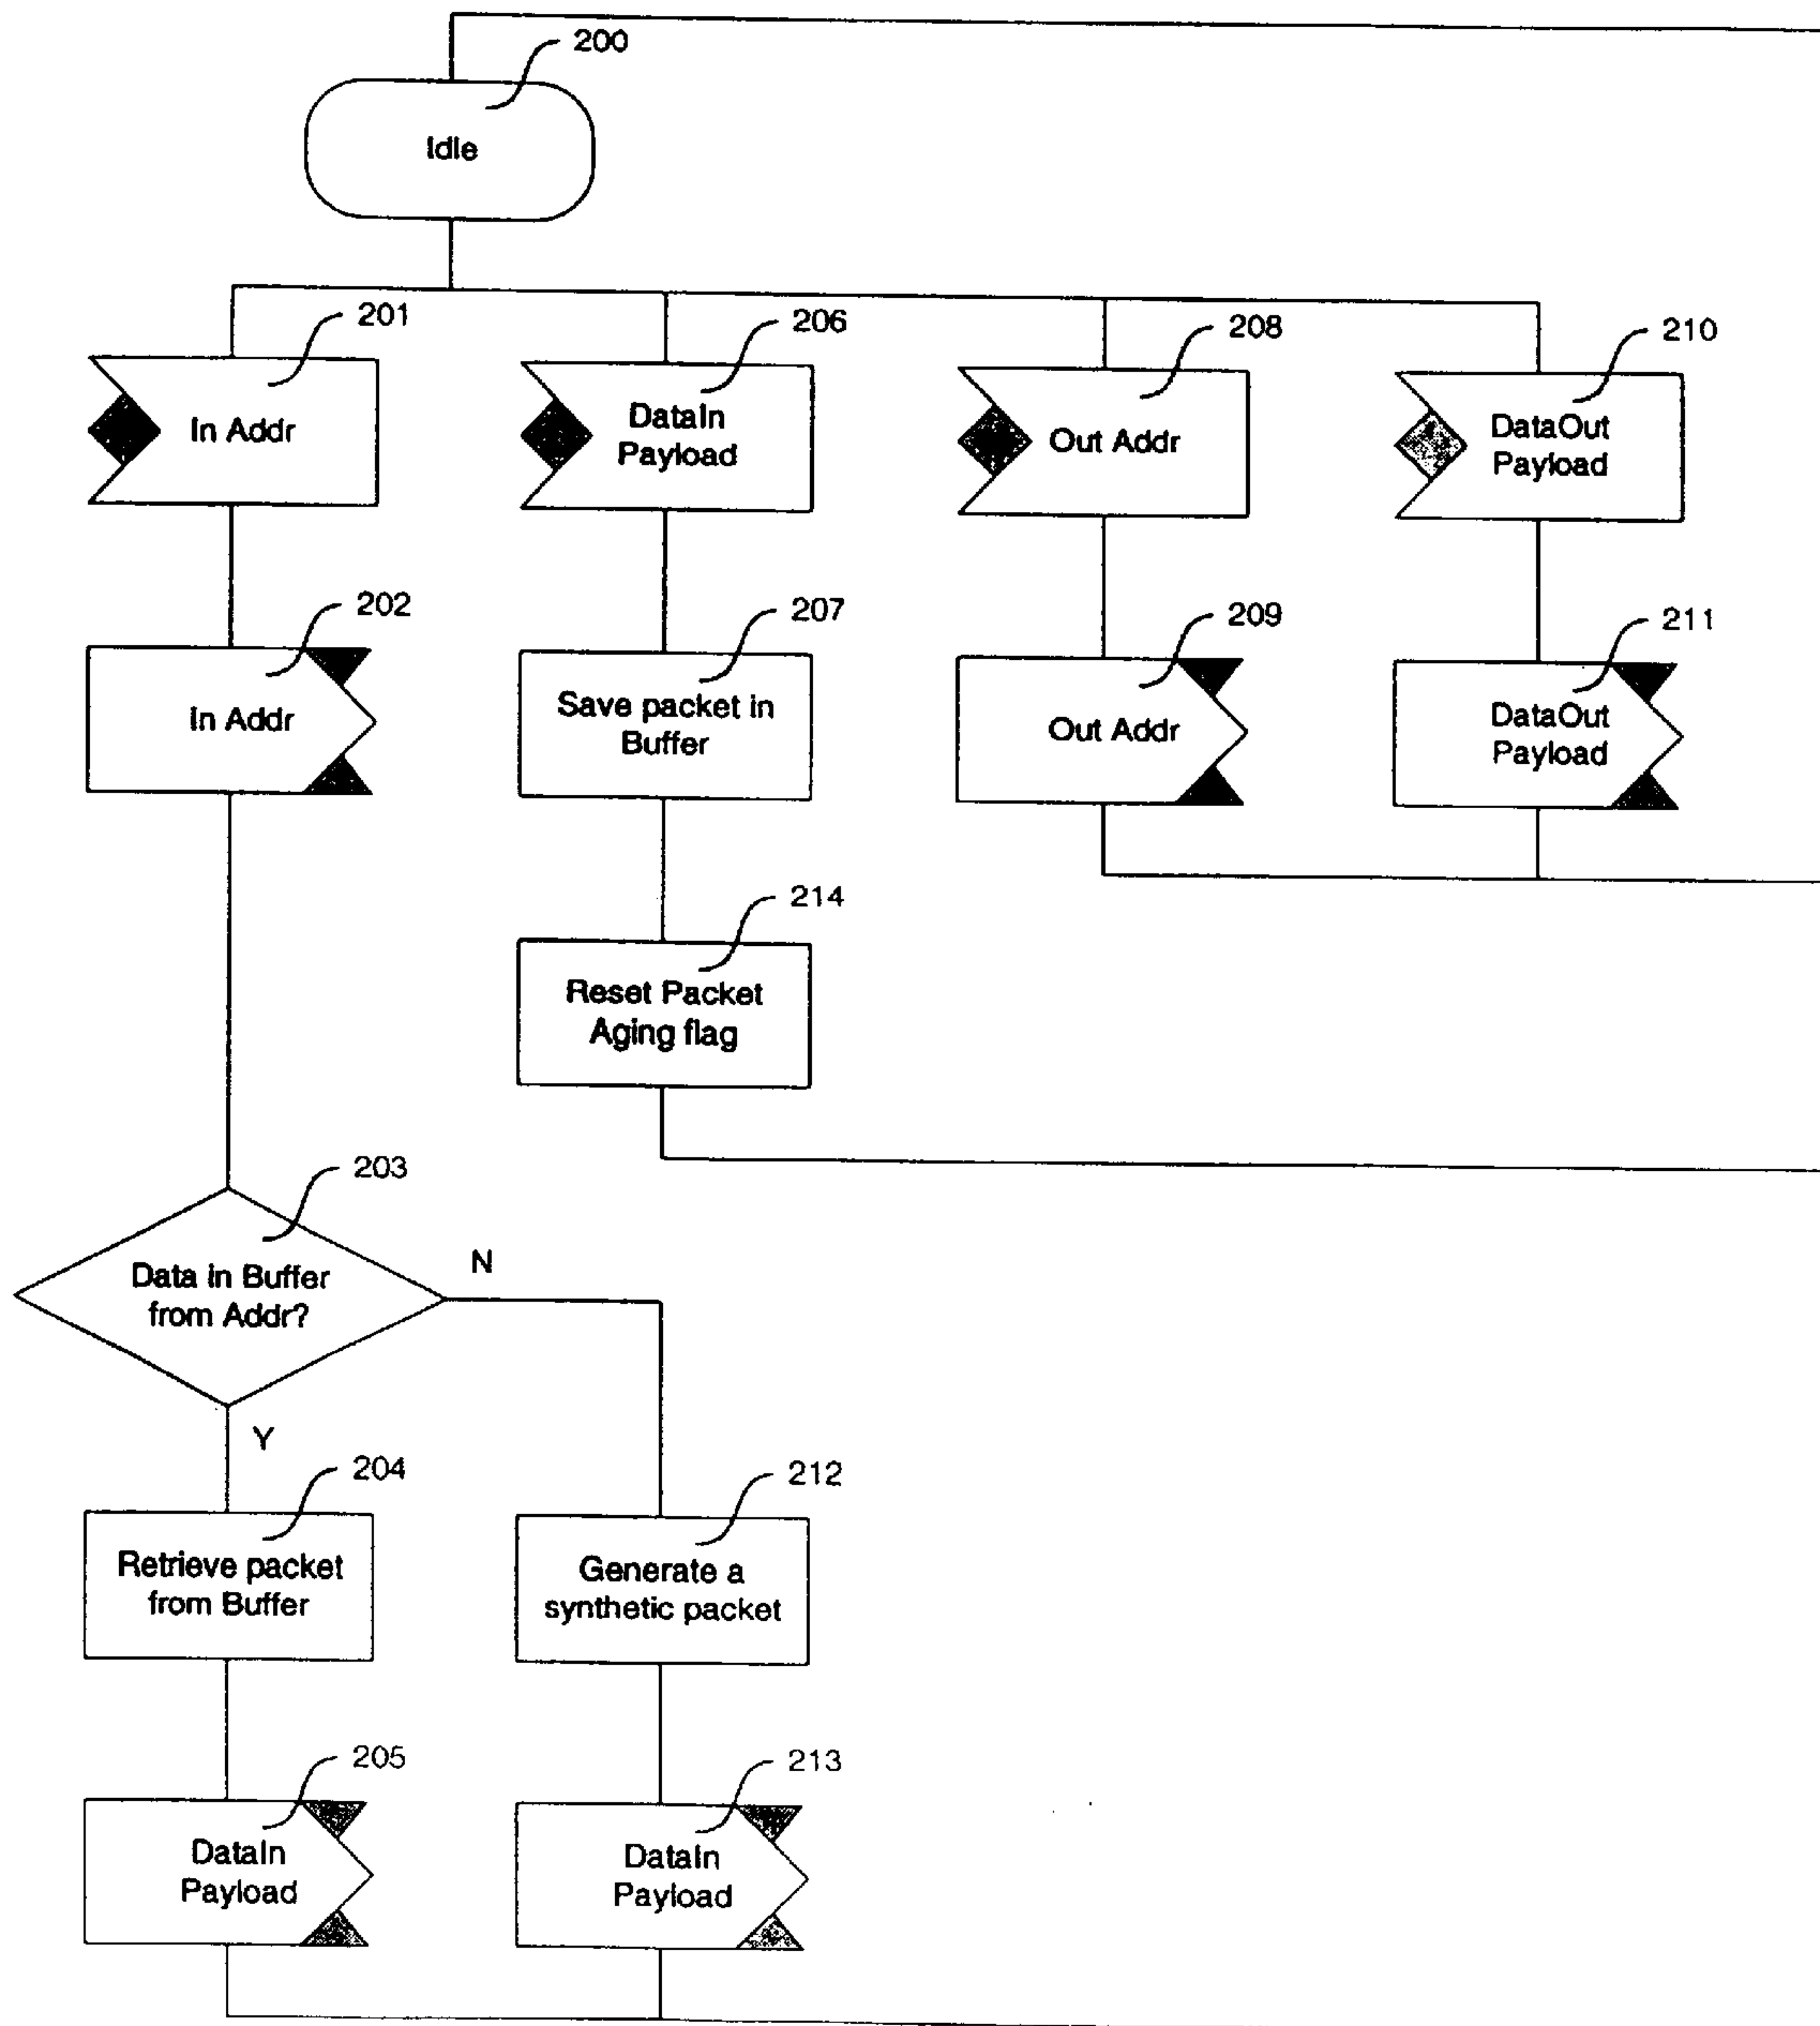 200
Idle
201
In Addr
206
DataIn
Payload
208
Out Addr
210
DataOut
Payload
202
In Addr
207
Save packet in
Buffer
209
Out Addr
211
DataOut
Payload
214
Reset Packet
Aging flag
203
Data in Buffer
from Addr?
N
Y
204
Retrieve packet
from Buffer
212
Generate a
synthetic packet
205
DataIn
Payload
213
DataIn
Payload